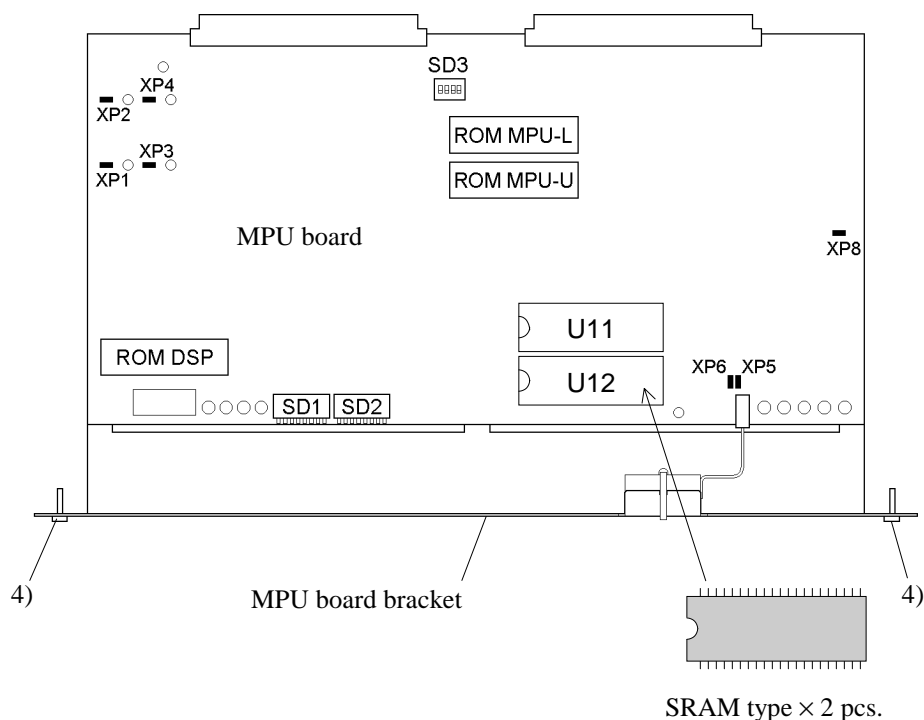 SD3
XP4
XP2
ROM MPU-L
XP3
XP1
ROM MPU-U
MPU board
XP8
U11
ROM DSP
XP6 XP5
U12
SD1 SD2
4)
MPU board bracket
4)
SRAM type × 2 pcs.